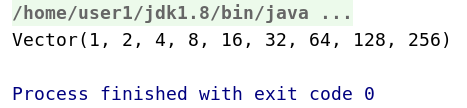 /home/user1/jdk1.8/bin/java ...
Vector(1, 2, 4, 8, 16, 32, 64, 128, 256)
Process finished with exit code 0